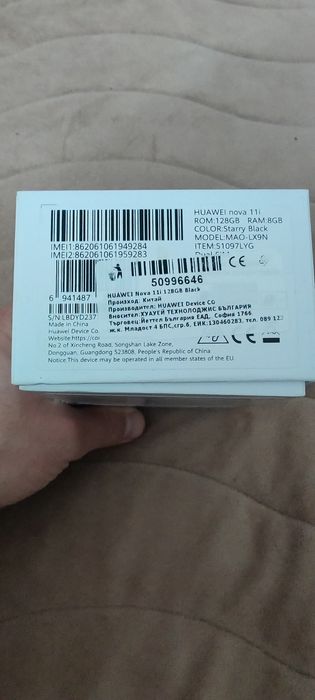 HUAWEI nova 11i
ROM:128GB RAM:8GB
COLOR:Starry Black
MODEL:MAO-LX9N
ITEM:51097LYG
IMEI1:862061061949284
IMEI2:862061061959283
50996646
6 941487
HUAWEI Nova 11i 128GB Black
Произход: Китай
Производител: HUAWEI Device CO
Вносител:ХУАУЕЙ ТЕХНОЛОДЖИС БЪЛГАРИЯ
Търговец:Йеттел България ЕАД, София 1766
ж.к. Младост 4 БПС,сгр.6, ЕИК:130460283, тел. 089 123
S/N:LBDYD237
Made in China
Huawei Device Co.
Website:https://co
No.2 of Xincheng Road, Songshan Lake Zone,
Dongguan, Guangdong 523808, People's Republic of China
Notice:This device may be operated in all member states of the EU.